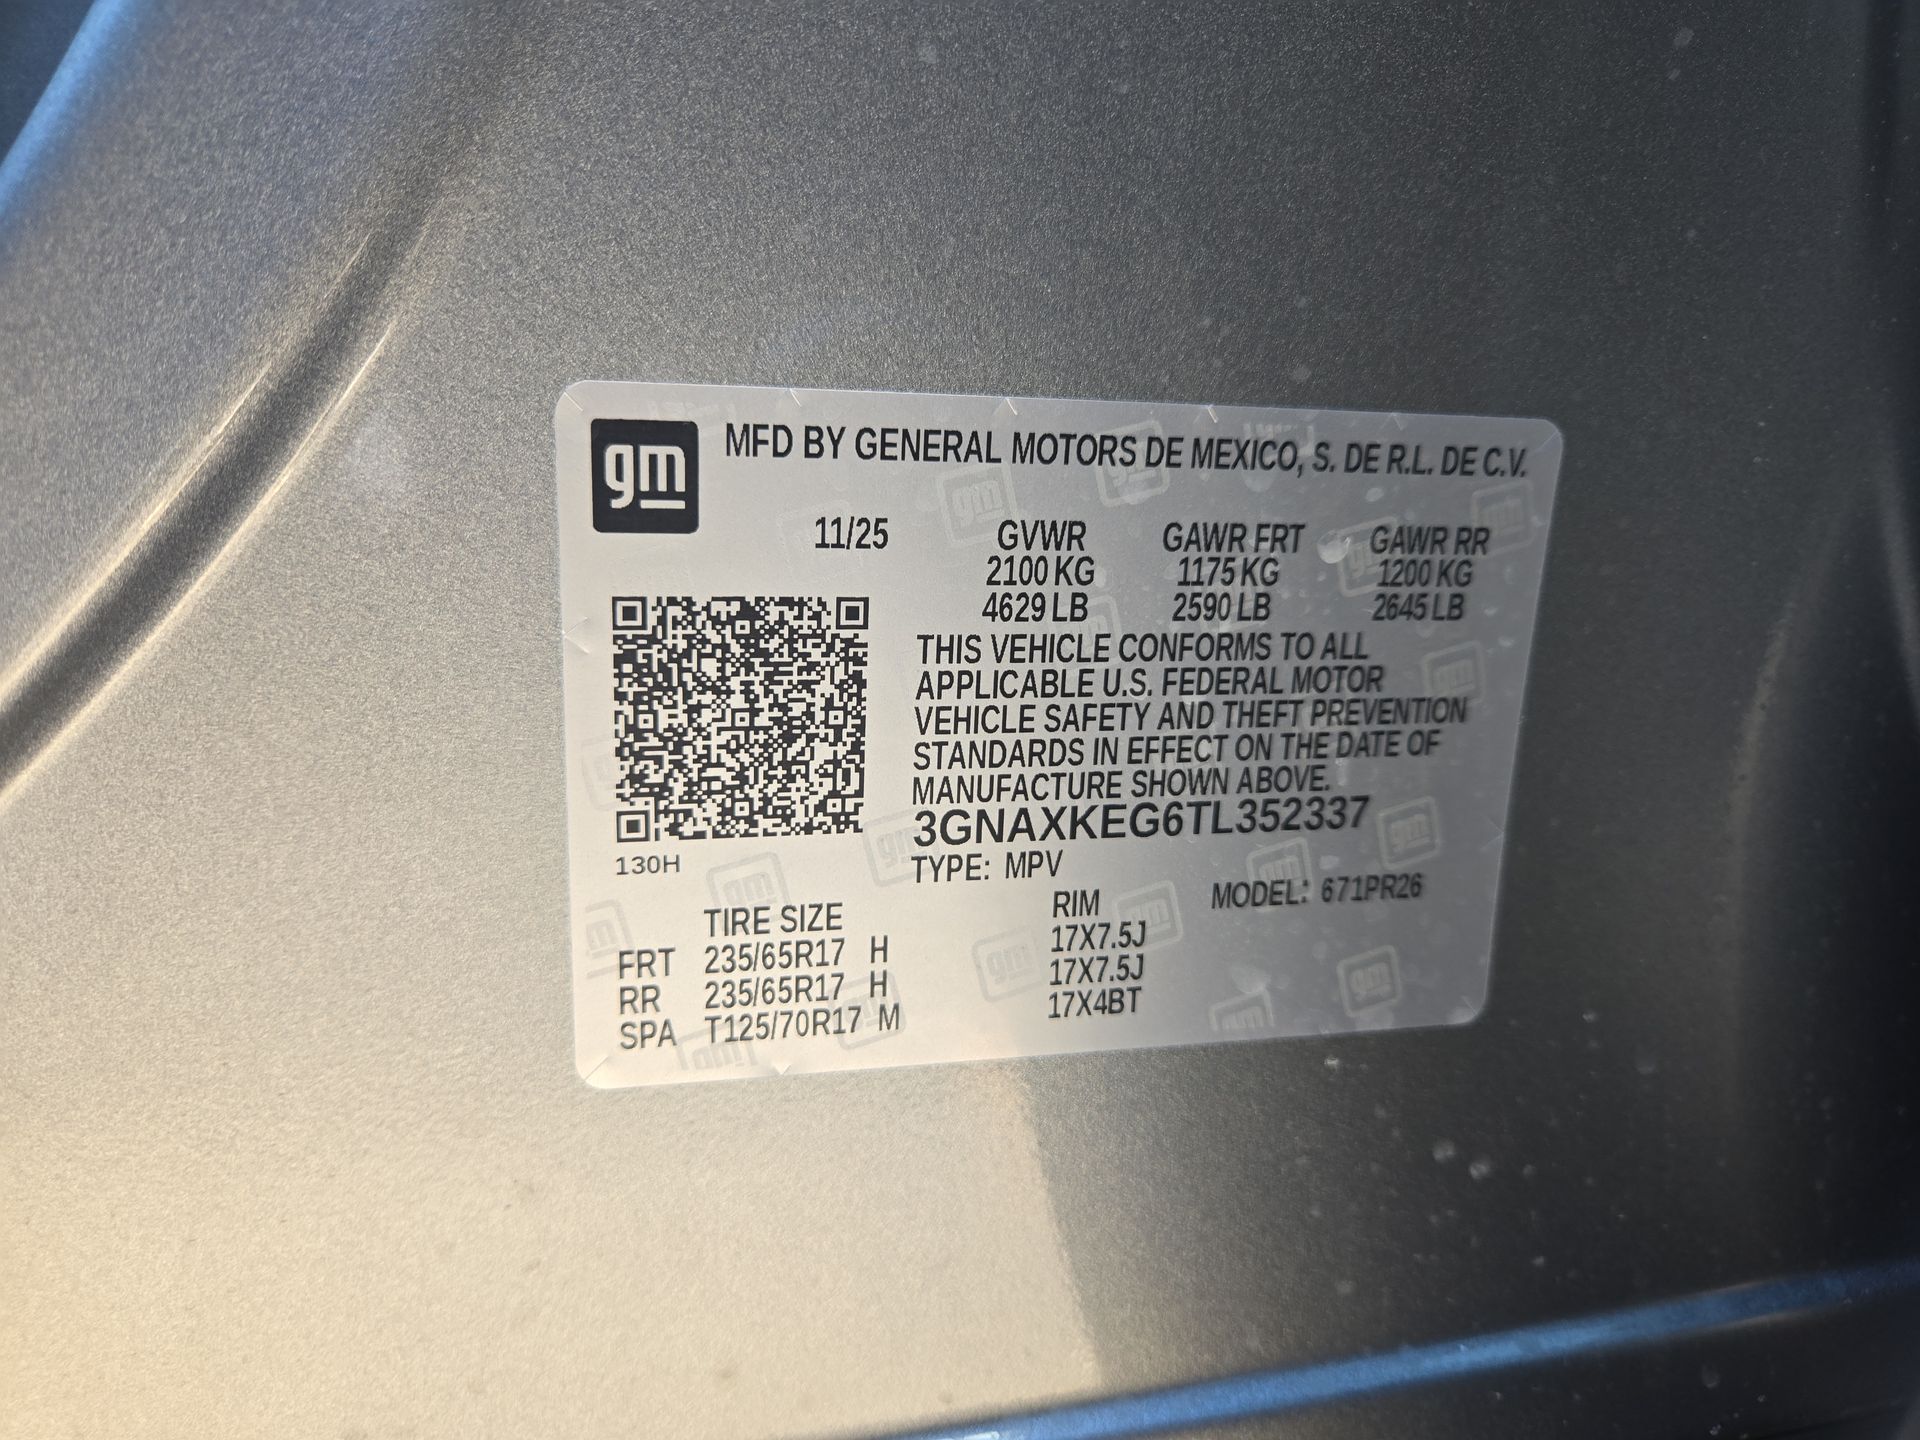 gm
MFD BY GENERAL MOTORS DE MEXICO, S. DE R.L. DE C.V.
11/25 GVWR GAWR FRT GAWR RR
2100 KG 1175 KG 1200 KG
4629 LB 2590 LB 2645 LB
THIS VEHICLE CONFORMS TO ALL
APPLICABLE U.S. FEDERAL MOTOR
VEHICLE SAFETY AND THEFT PREVENTION
STANDARDS IN EFFECT ON THE DATE OF
MANUFACTURE SHOWN ABOVE.
3GNAXKEG6TL352337
130H
TYPE: MPV
MODEL: 671PR26
TIRE SIZE RIM
FRT 235/65R17 H 17X7.5J
RR 235/65R17 H 17X7.5J
SPA T125/70R17 M 17X4BT